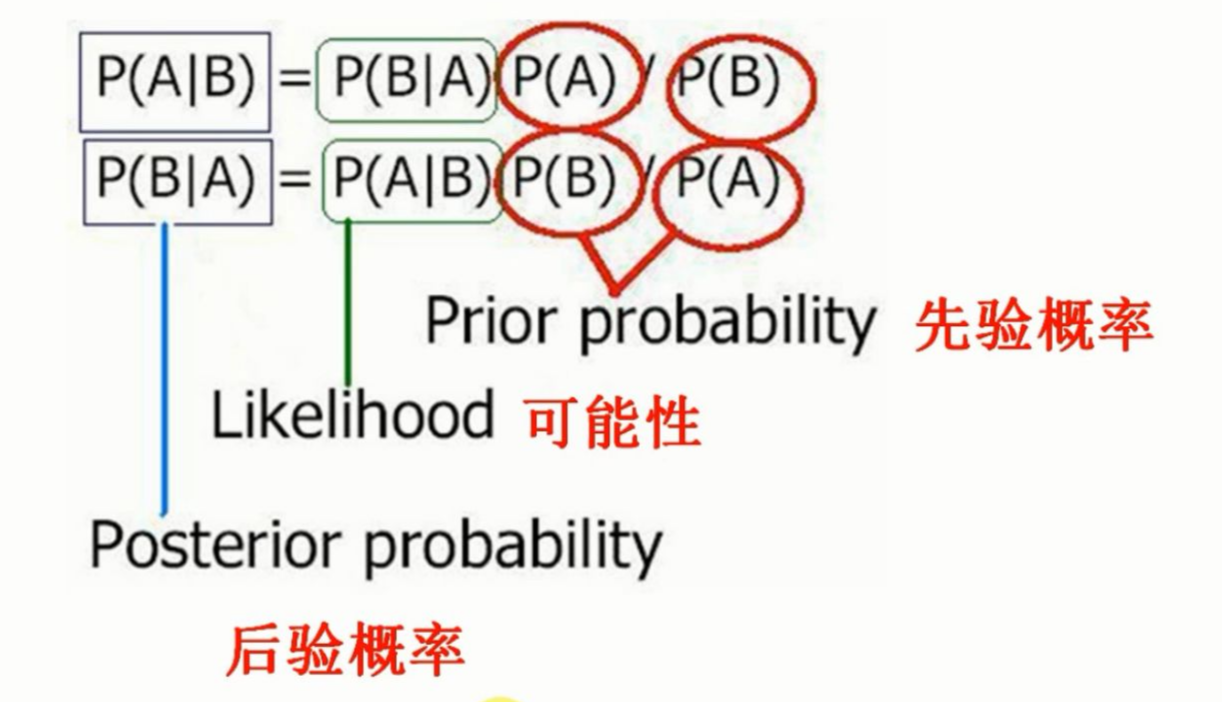 P(A|B) = P(B|A) P(A) / P(B)
P(B|A) = P(A|B) P(B) / P(A)
Prior probability 先验概率
Likelihood 可能性
Posterior probability
后验概率